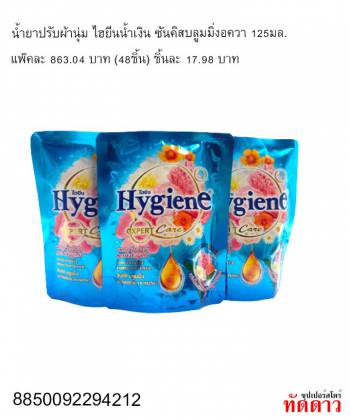 น้ำยาปรับผ้านุ่ม ไฮยีนน้ำเงิน ซันคิสบลูมมิ่งอควา 125มล.
แพ๊คละ 863.04 บาท (48ชิ้น) ชิ้นละ 17.98 บาท
ไฮยีน
Hygiene
EXPERT Care
8850092294212
ซุปเปอร์สโตร์
ทัดดาว